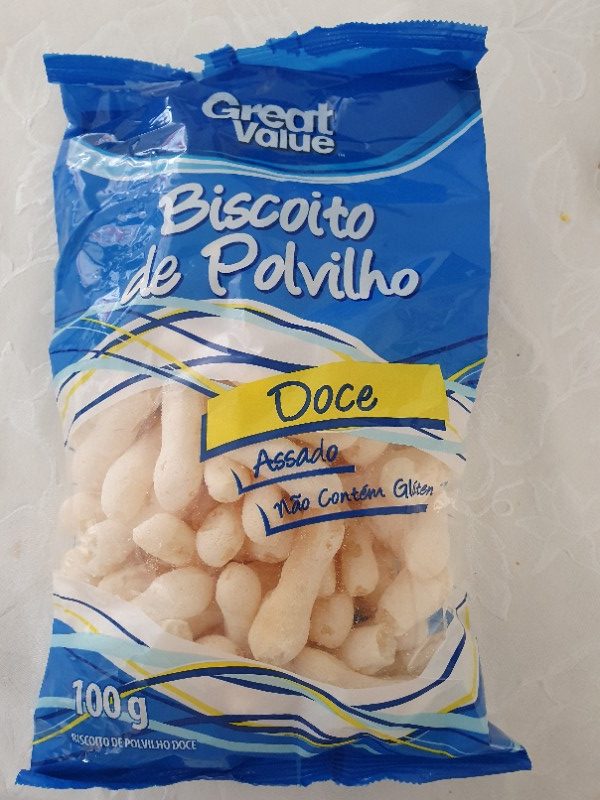 Great
Value
Biscoito
de Polvilho
Doce
Assado
Não Contém Glúten
100g
BISCOITO DE POLVILHO DOCE